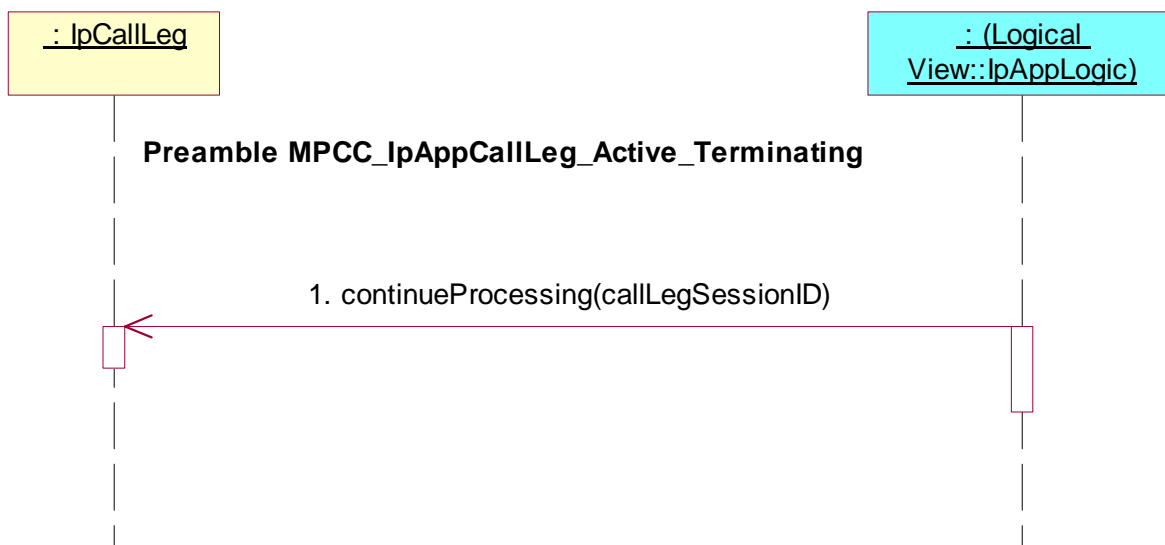 : IpCallLeg
: (Logical
View::IpAppLogic)
Preamble MPCC_IpAppCallLeg_Active_Terminating
1. continueProcessing(callLegSessionID)